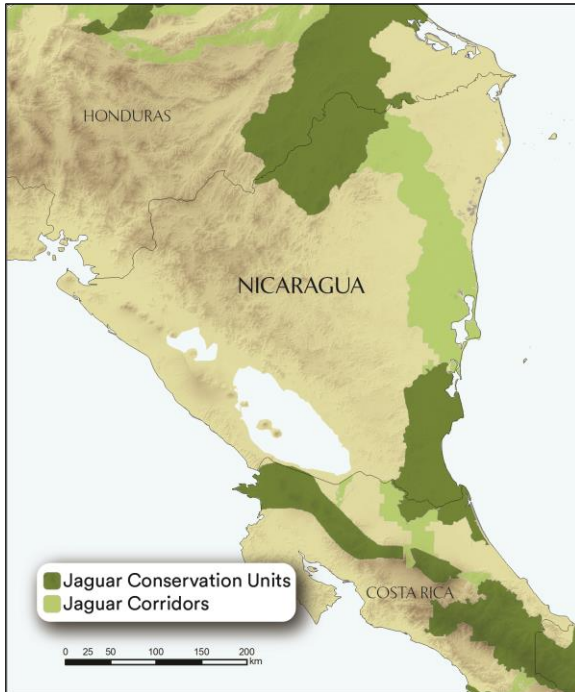 HONDURAS
NICARAGUA
Jaguar Conservation Units
Jaguar Corridors
COSTA RICA
0 25 50 100 150 200
km